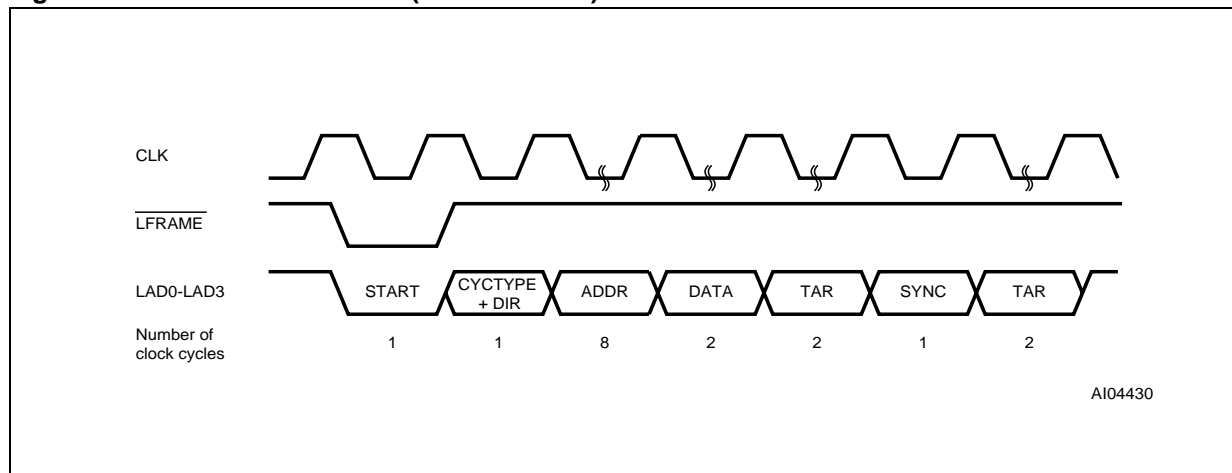 CLK
LFRAME
LAD0-LAD3
START
CYCTYPE
+ DIR
ADDR
DATA
TAR
SYNC
TAR
Number of
clock cycles
1
1
8
2
2
1
2
AI04430